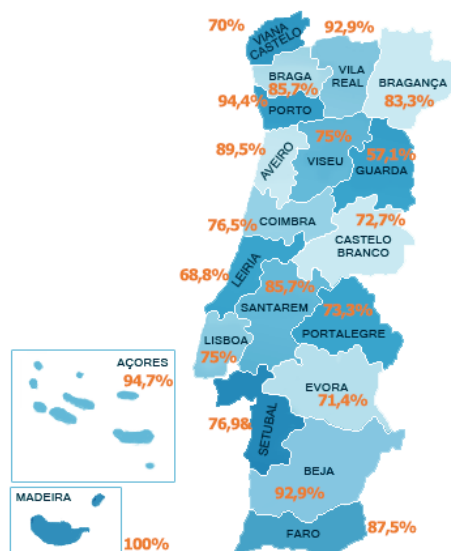 70%
VIANA
CASTELO
92,9%
BRAGA
85,7%
VILA
REAL
BRAGANÇA
83,3%
94,4%
PORTO
89,5%
AVEIRO
75%
VISEU
57,1%
GUARDA
76,5%
COIMBRA
72,7%
CASTELO
BRANCO
68,8%
LEIRIA
85,7%
SANTAREM
73,3%
PORTALEGRE
LISBOA
75%
AÇORES
94,7%
EVORA
71,4%
76,98
SETUBAL
BEJA
92,9%
MADEIRA
100%
FARO
87,5%